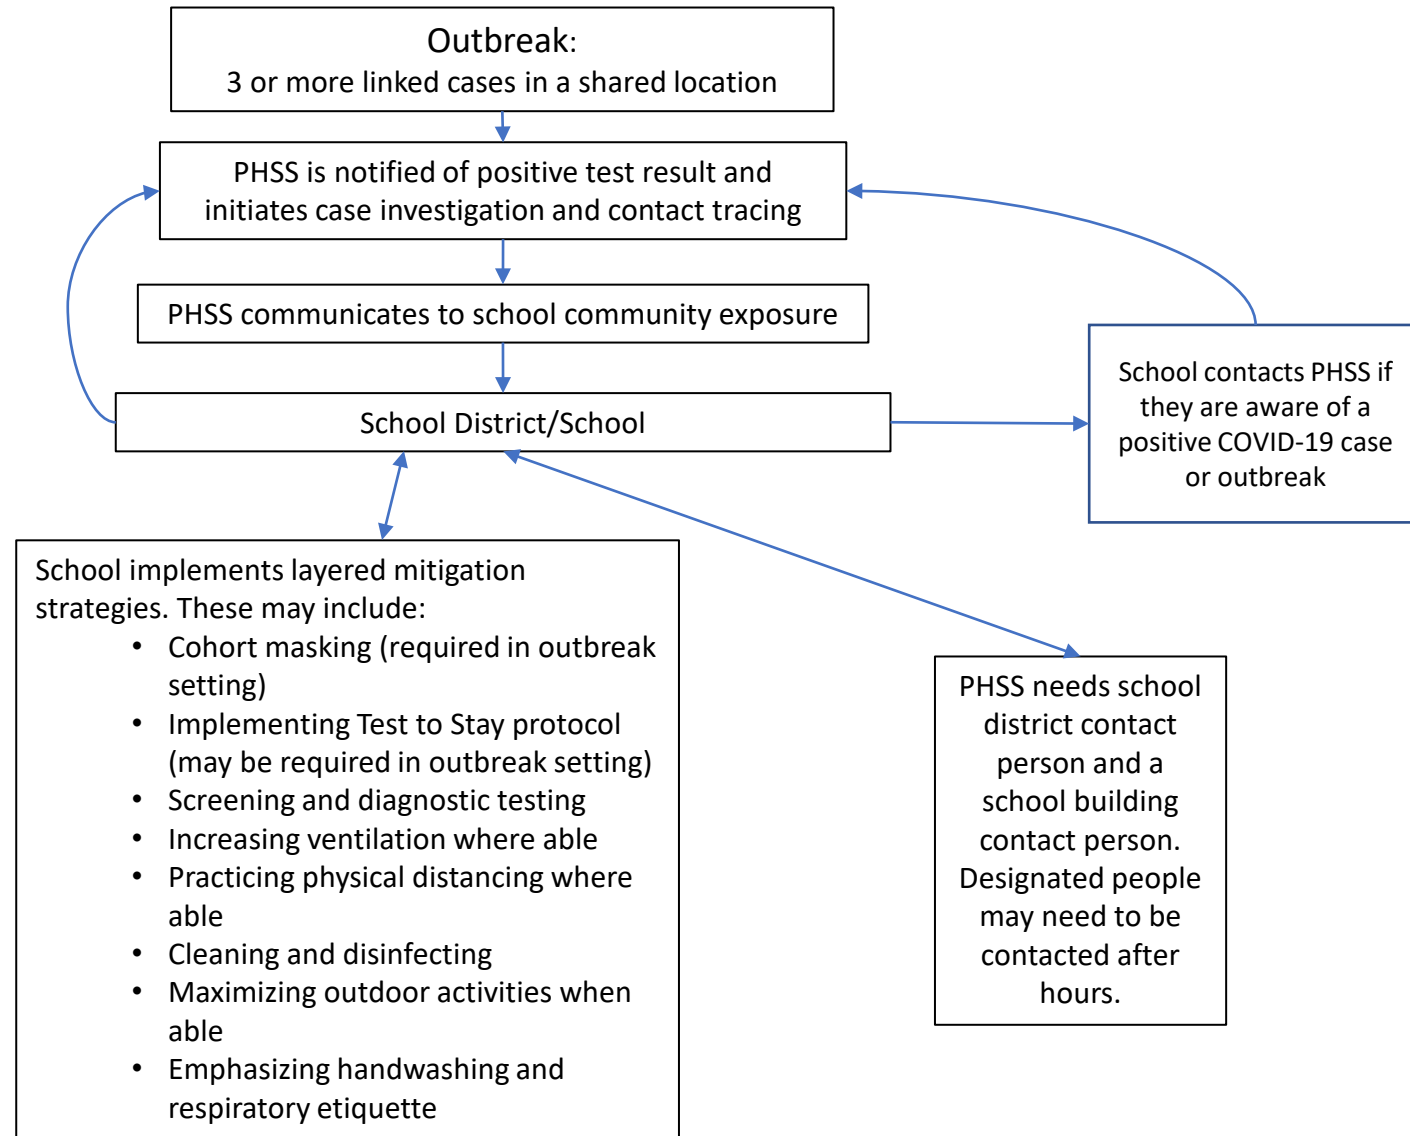 Outbreak:
3 or more linked cases in a shared location
PHSS is notified of positive test result and
initiates case investigation and contact tracing
PHSS communicates to school community exposure
School District/School
School contacts PHSS if
they are aware of a
positive COVID-19 case
or outbreak
School implements layered mitigation
strategies. These may include:
• Cohort masking (required in outbreak
setting)
• Implementing Test to Stay protocol
(may be required in outbreak setting)
• Screening and diagnostic testing
• Increasing ventilation where able
• Practicing physical distancing where
able
• Cleaning and disinfecting
• Maximizing outdoor activities when
able
• Emphasizing handwashing and
respiratory etiquette
PHSS needs school
district contact
person and a
school building
contact person.
Designated people
may need to be
contacted after
hours.